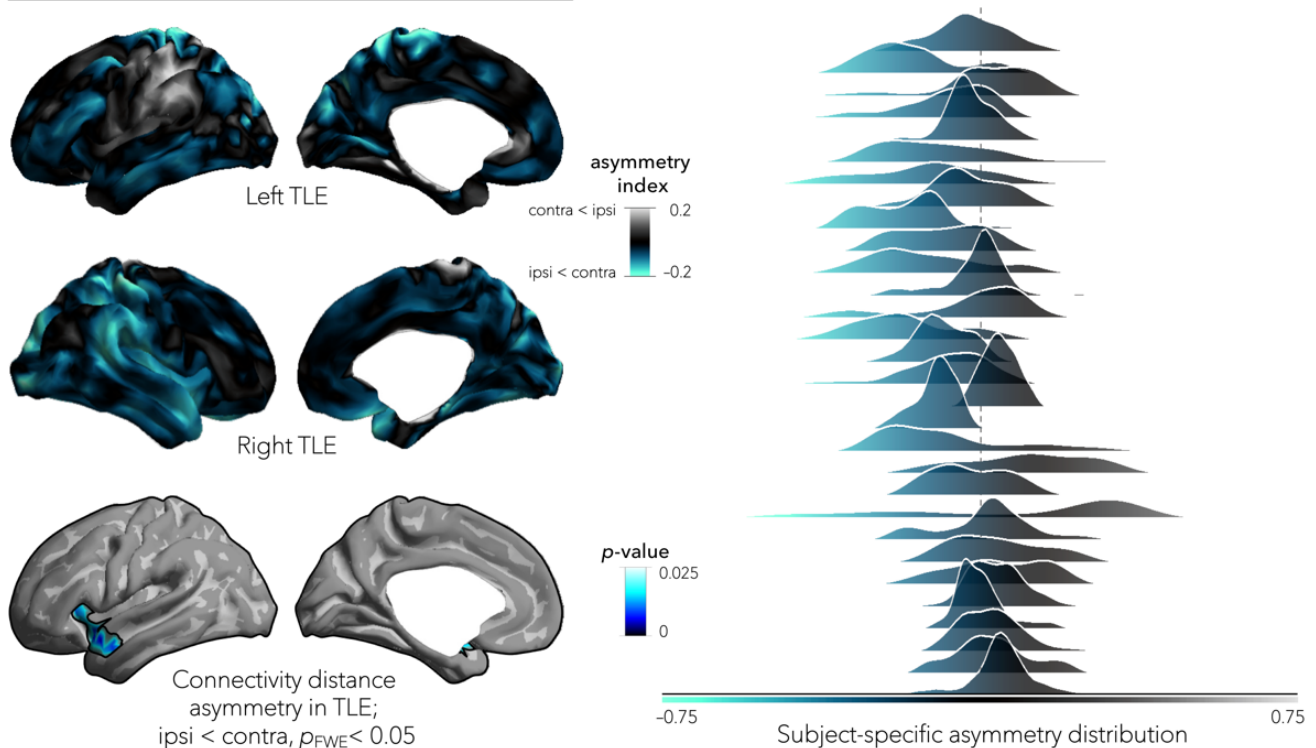 Left TLE
asymmetry
index
contra < ipsi 0.2
ipsi < contra −0.2
Right TLE
p-value
0.025
0
Connectivity distance
asymmetry in TLE;
ipsi < contra, pFWE< 0.05
−0.75 0.75
Subject-specific asymmetry distribution